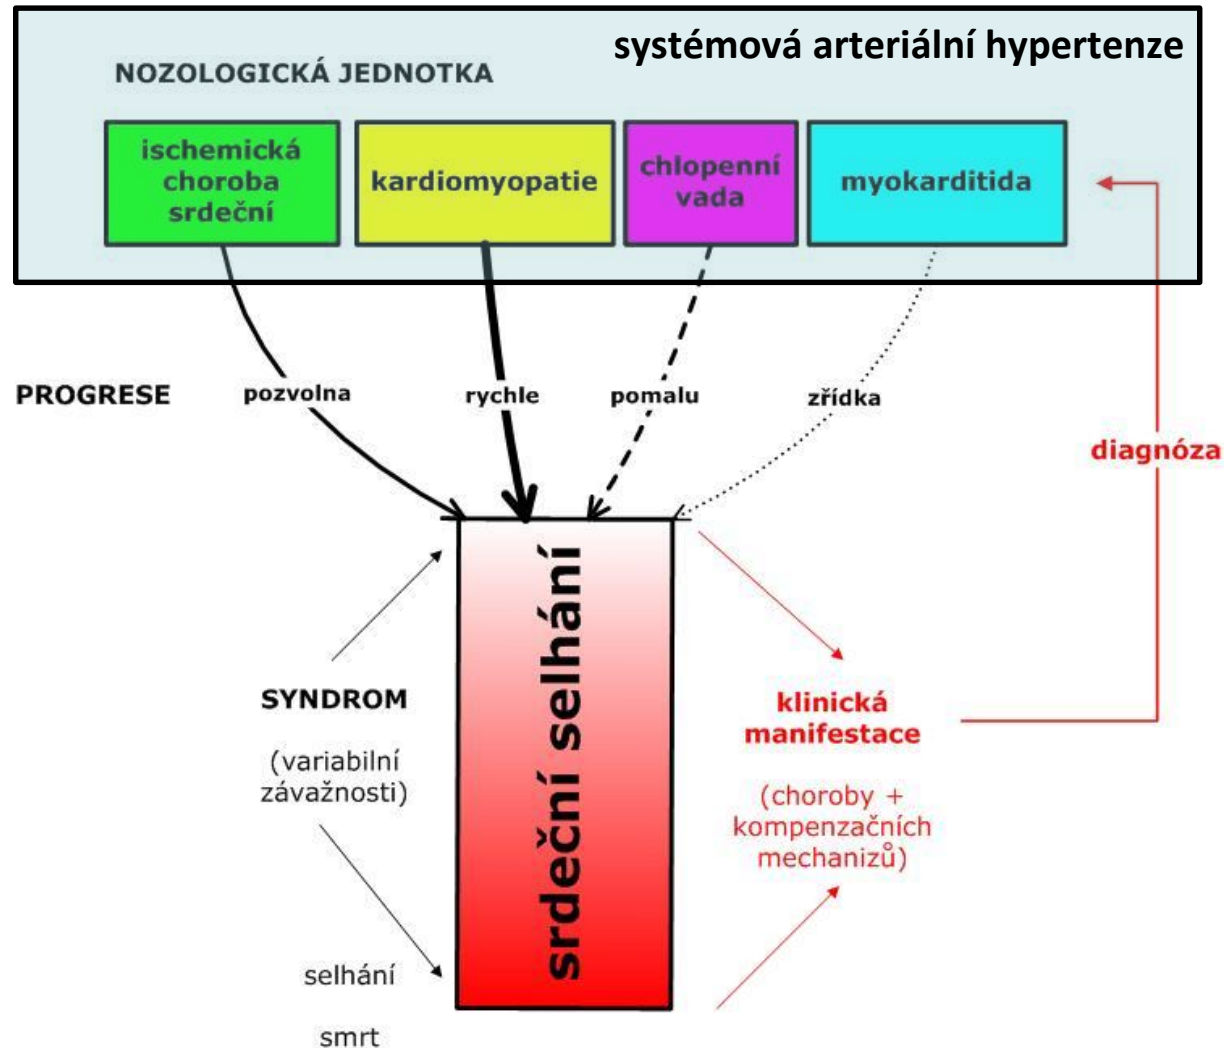 systémová arteriální hypertenze
NOZOLOGICKÁ JEDNOTKA
ischemická
choroba
srdeční
kardiomyopatie
chlopenní
vada
myokarditida
PROGRESE
pozvolna
rychle
pomalu
zřídka
diagnóza
srdeční selhání
SYNDROM
(variabilní
závažnosti)
selhání
smrt
klinická
manifestace
(choroby +
kompenzačních
mechanizů)